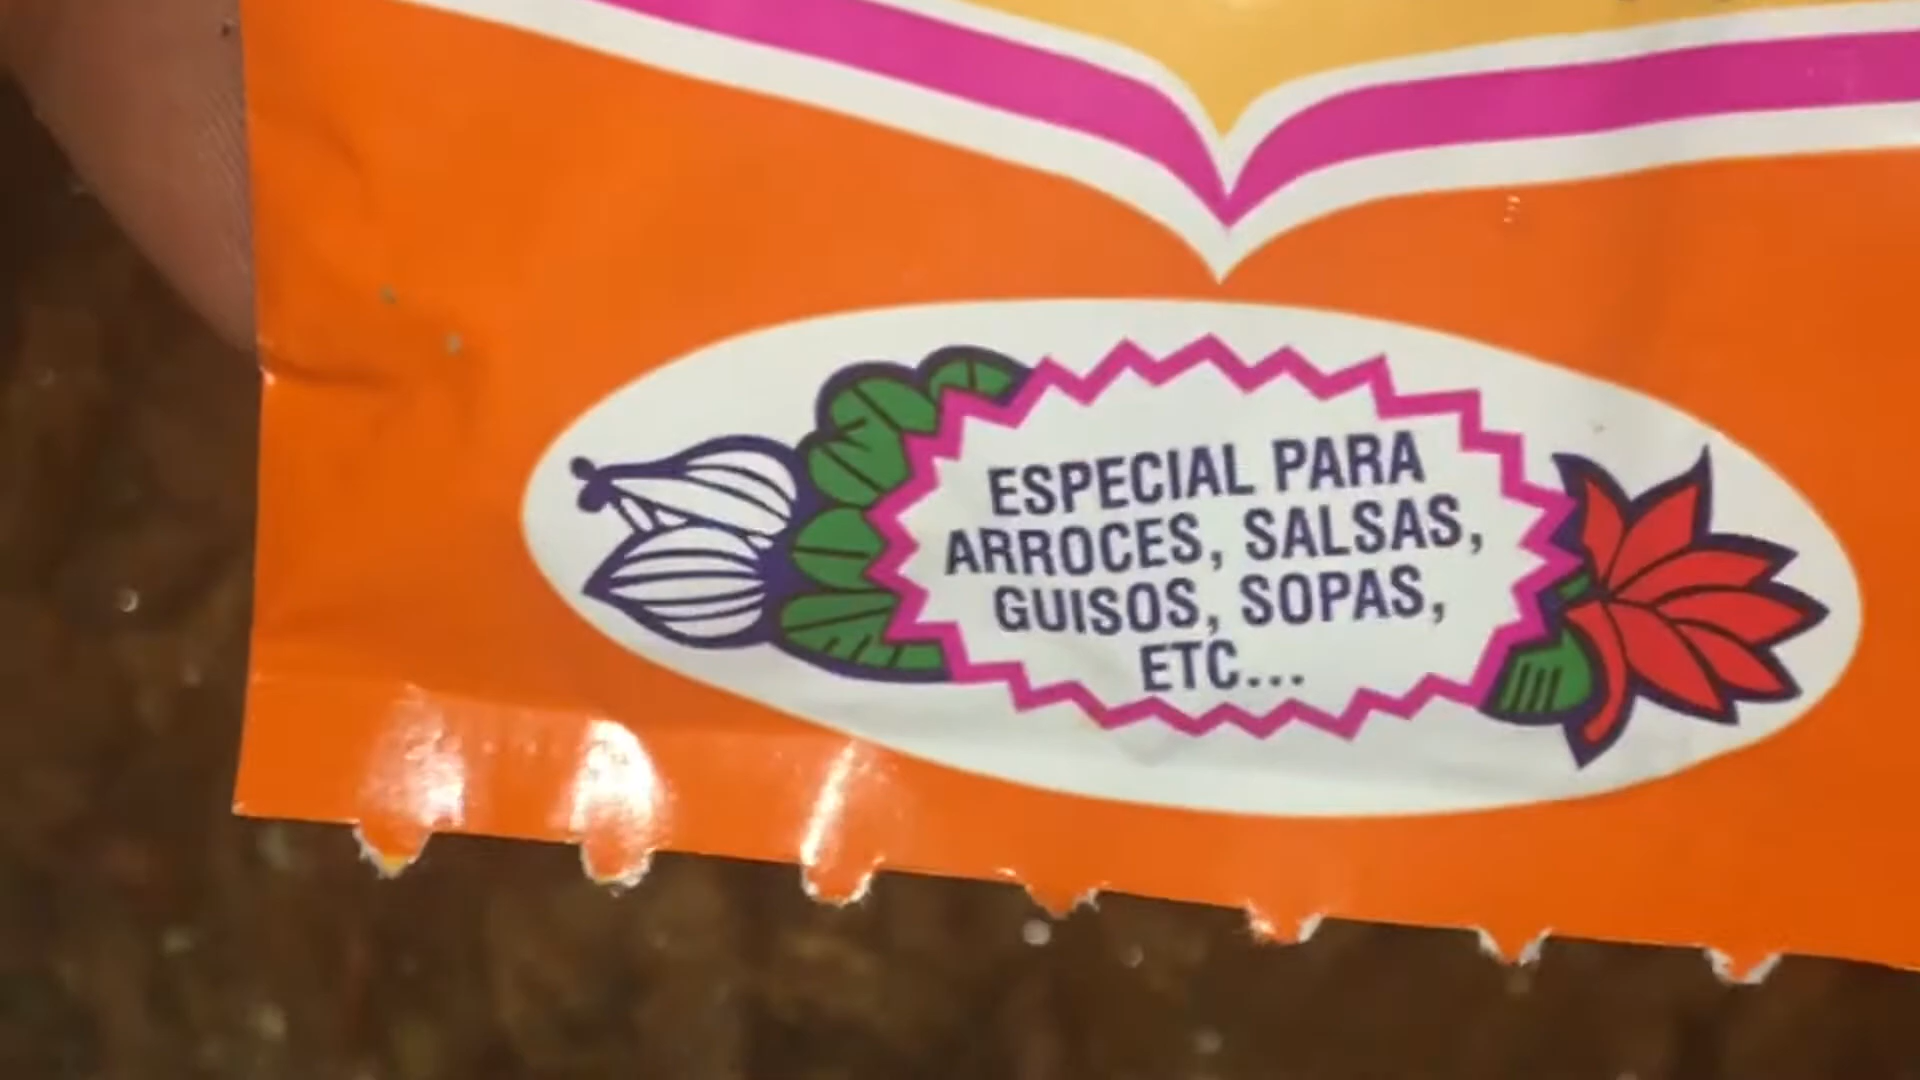 ESPECIAL PARA
ARROCES, SALSAS,
GUISOS, SOPAS,
ETC...